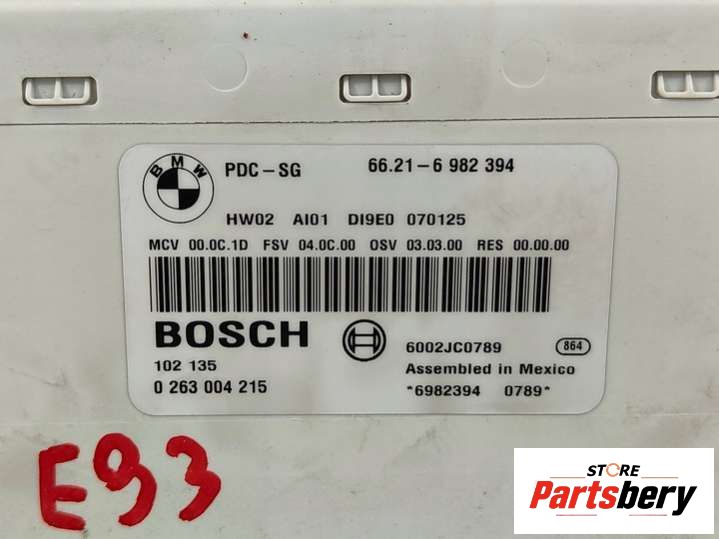 BMW
PDC-SG 66.21-6 982 394
HW02 AI01 DI9E0 070125
MCV 00.0C.1D FSV 04.0C.00 OSV 03.03.00 RES 00.00.00
BOSCH
6002JC0789 864
102 135 Assembled in Mexico
0 263 004 215 *6982394 0789*
E93
STORE
Partsbery